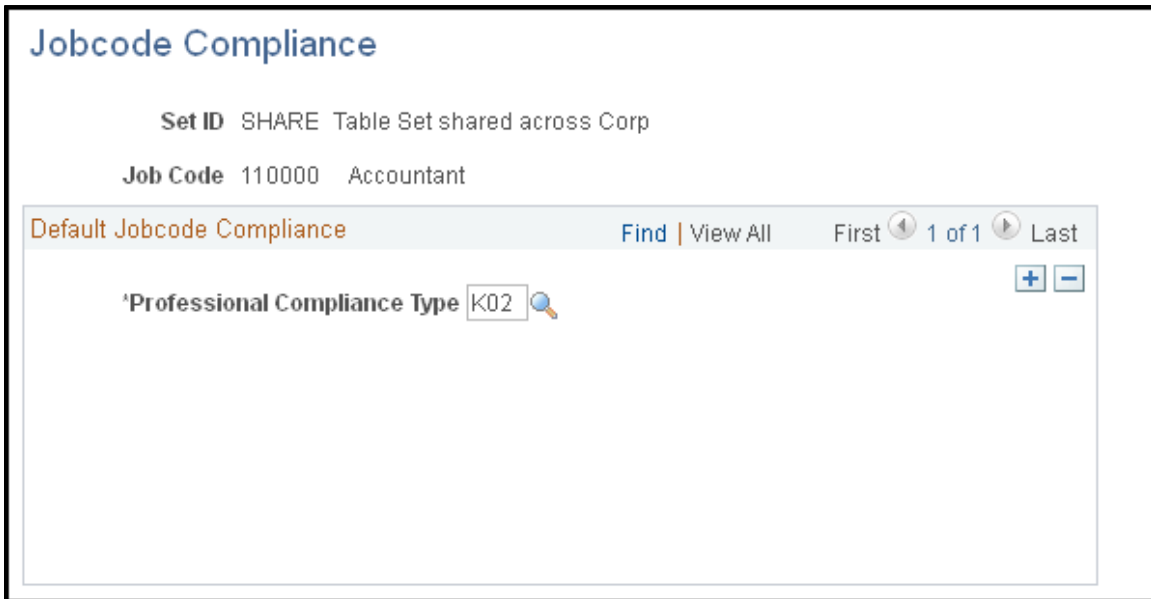 Jobcode Compliance
Set ID SHARE Table Set shared across Corp
Job Code 110000 Accountant
Default Jobcode Compliance Find | View All First 1 of 1 Last
*Professional Compliance Type K02